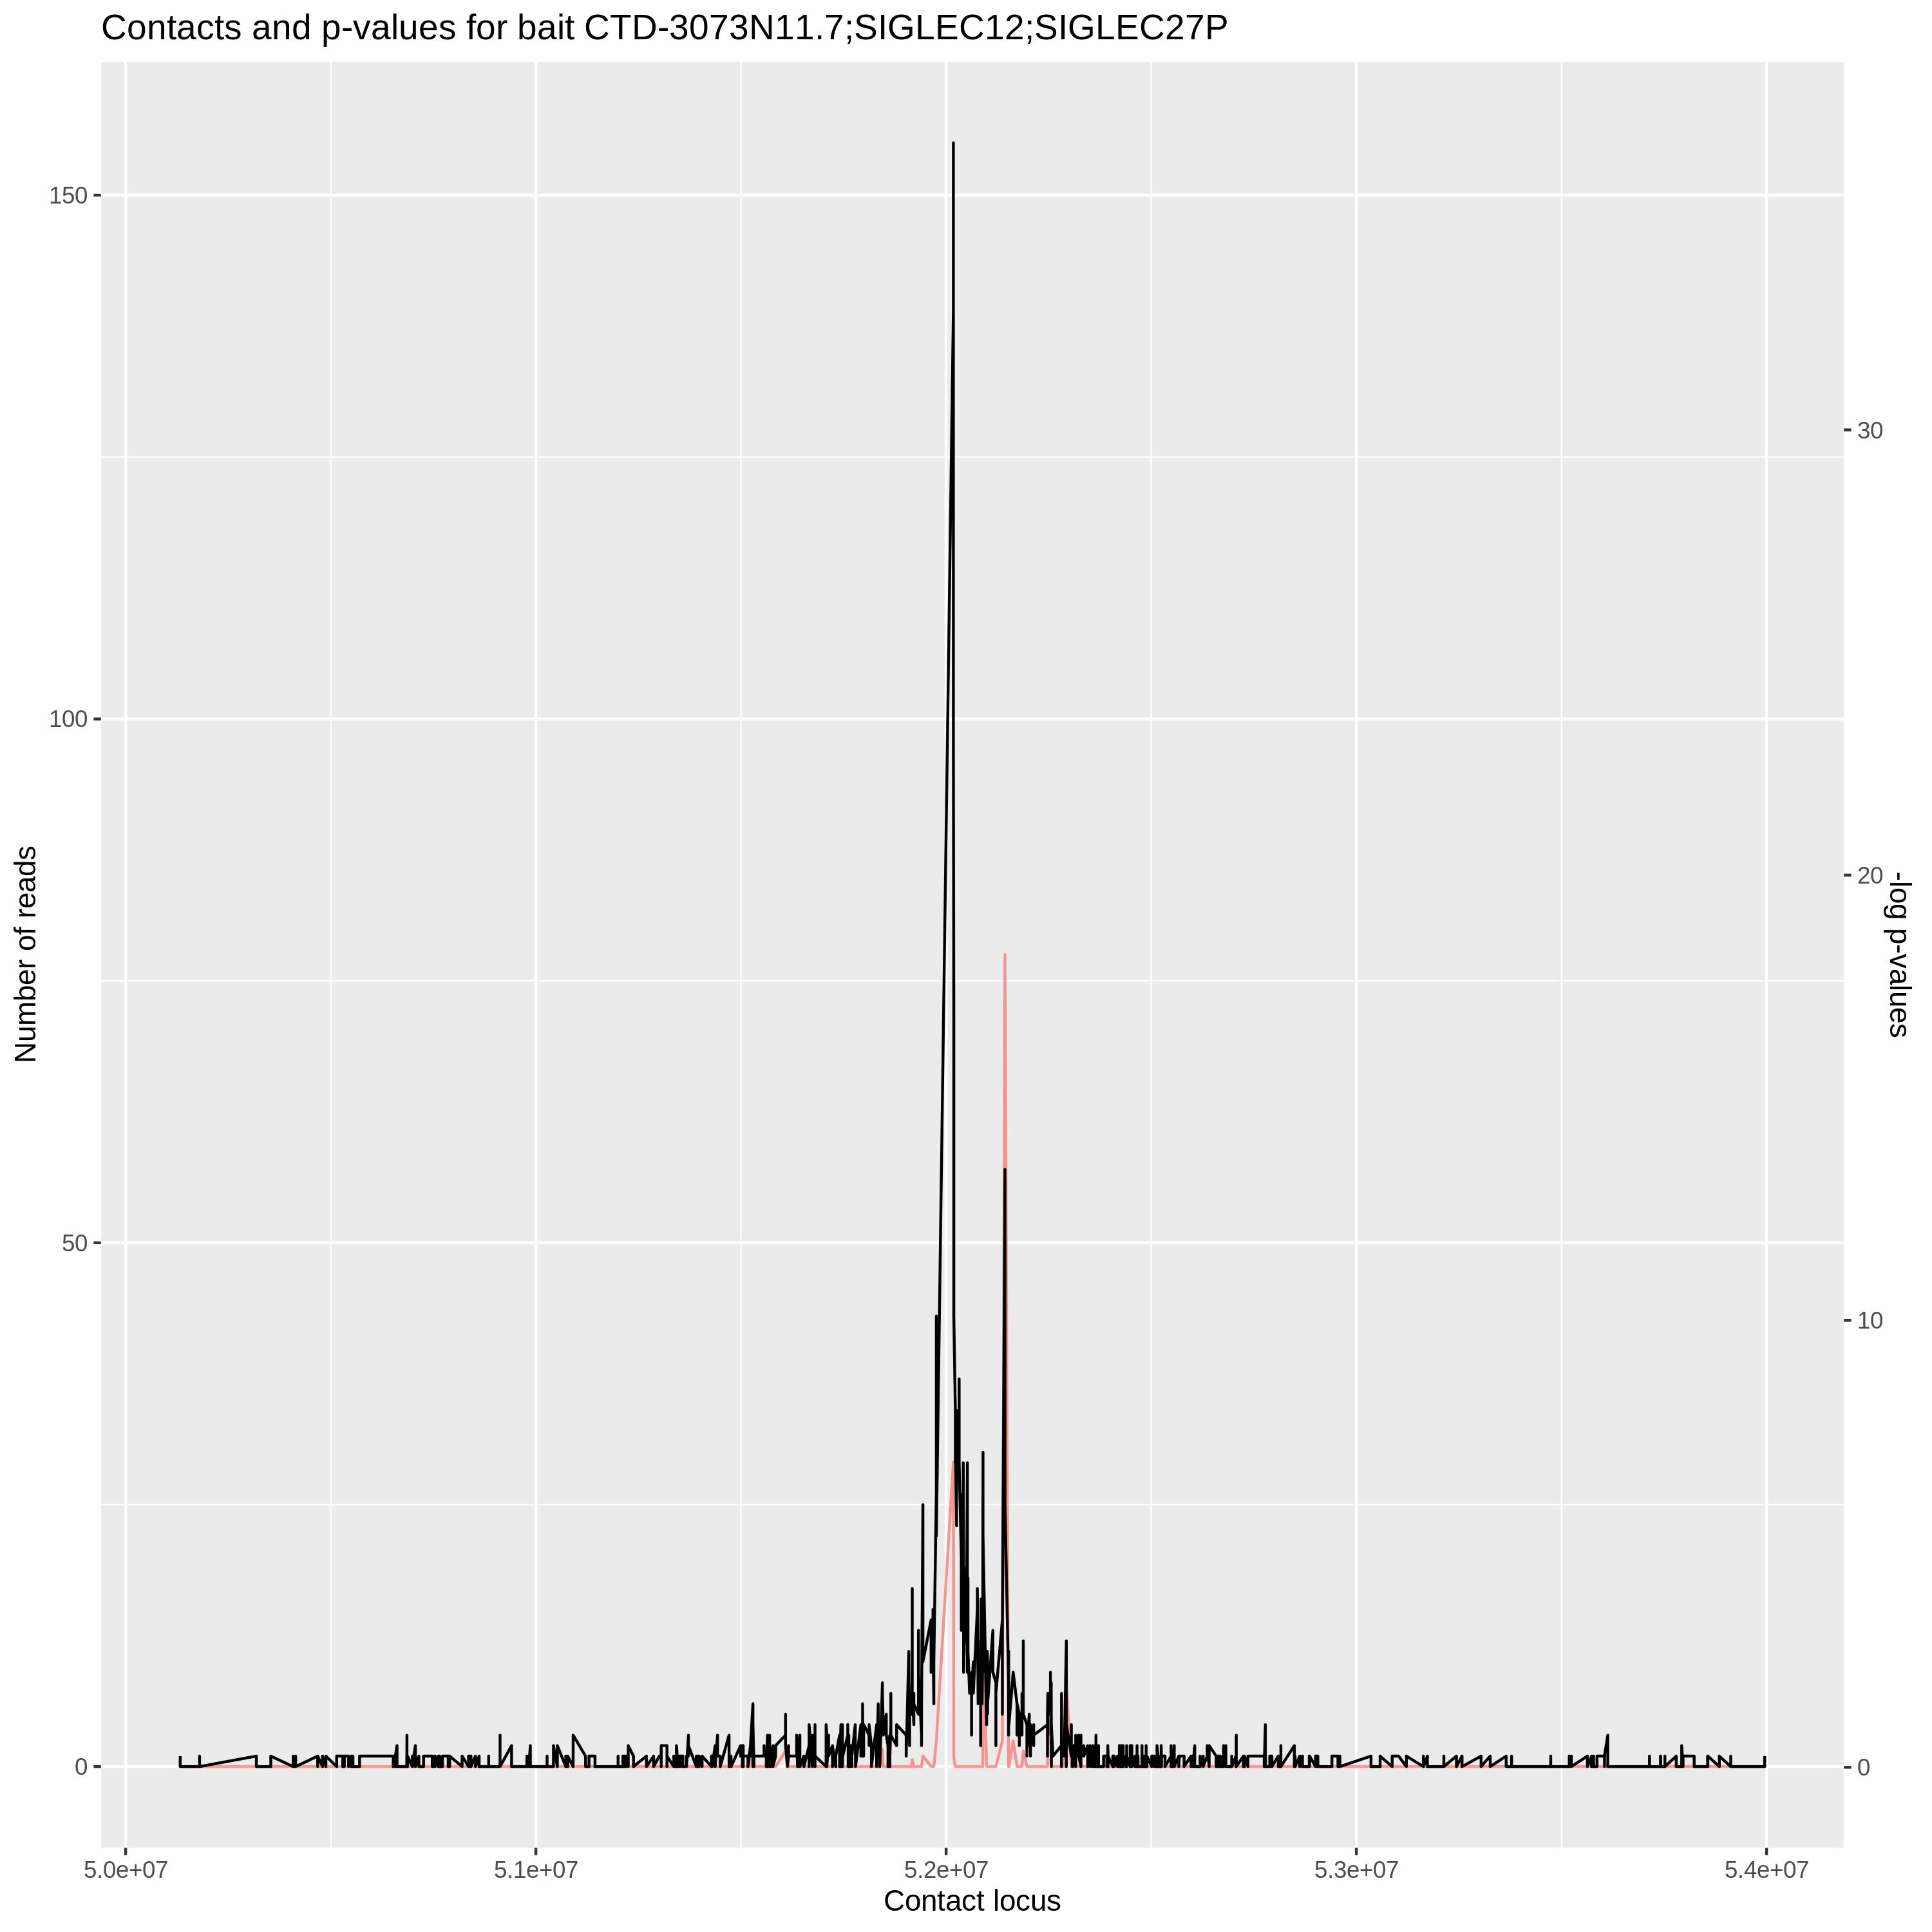 Contacts and p-values for bait CTD-3073N11.7;SIGLEC12;SIGLEC27P
150
100
50
0
Number of reads
30
20
10
0
-log p-values
5.0e+07
5.1e+07
5.2e+07
5.3e+07
5.4e+07
Contact locus